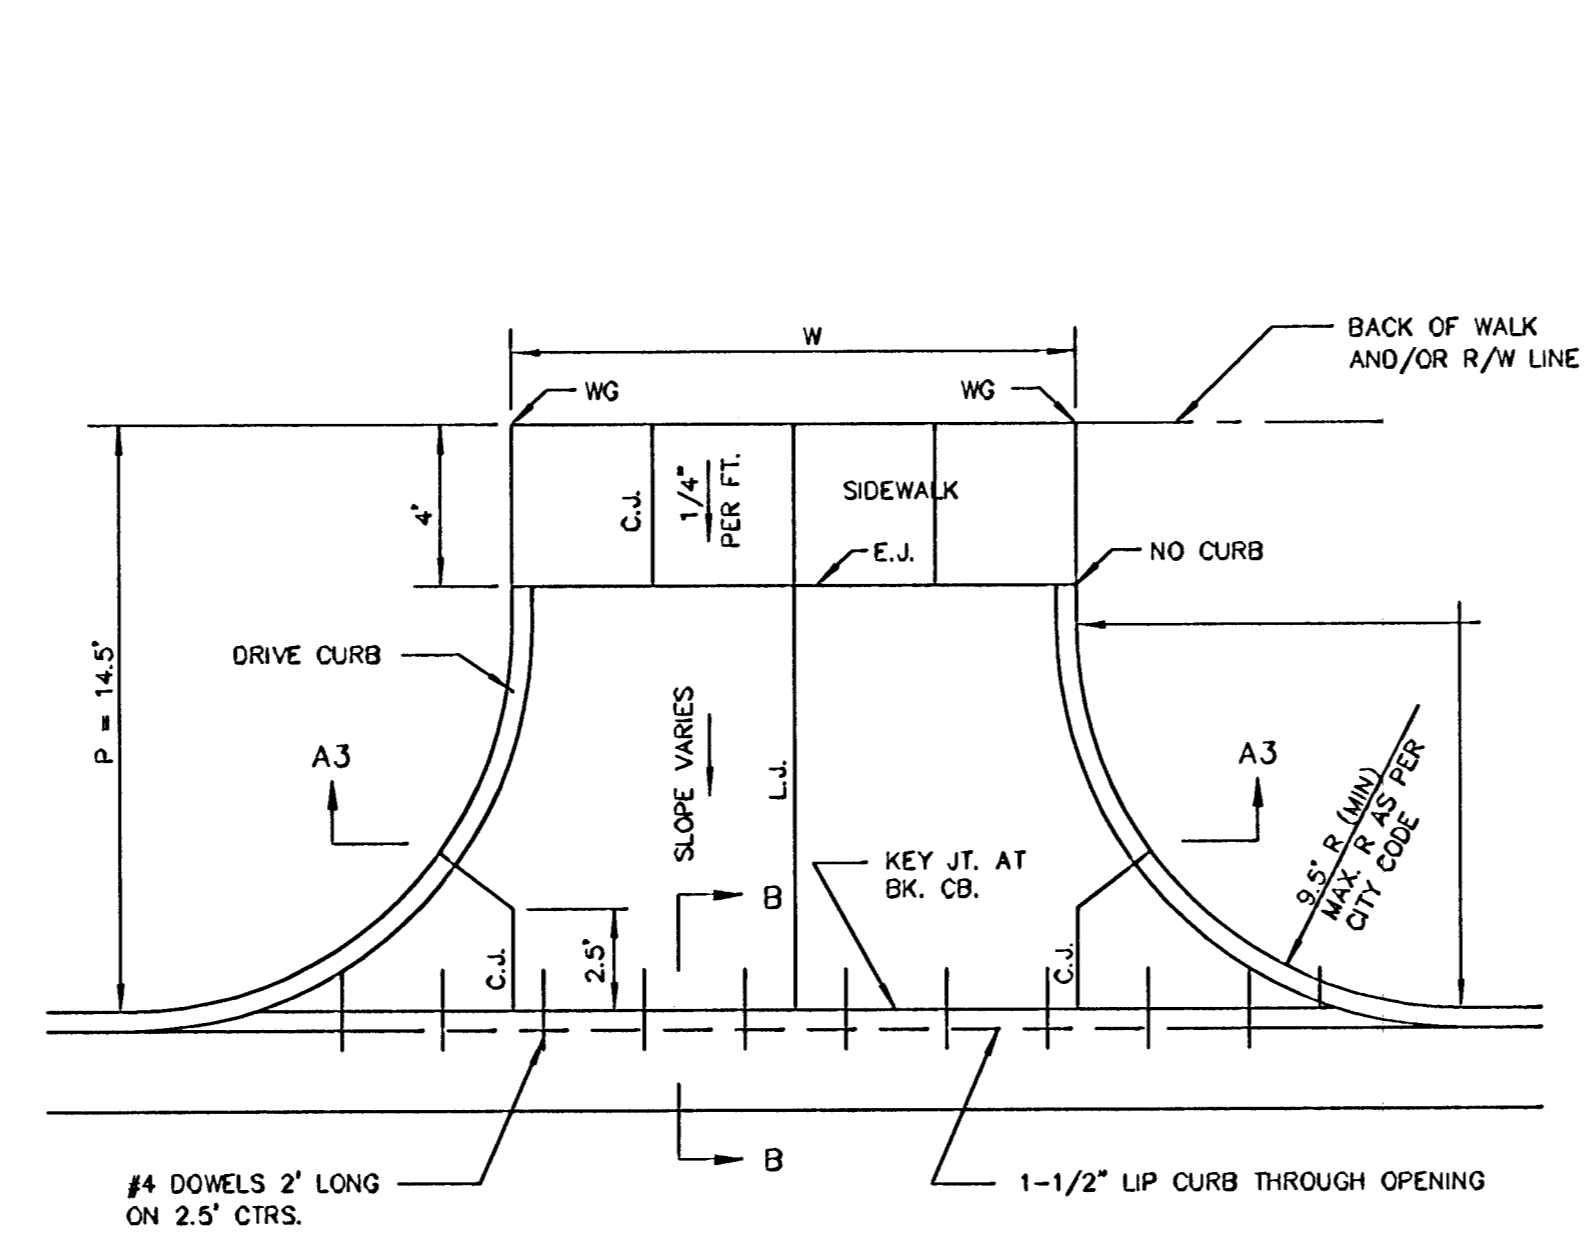 W
BACK OF WALK
AND/OR R/W LINE
WG
WG
4'
C.J.
1/4"
PER FT.
SIDEWALK
E.J.
NO CURB
DRIVE CURB
P = 14.5'
SLOPE VARIES
L.J.
A3
A3
9.5' R (MIN)
MAX. R AS PER
CITY CODE
KEY JT. AT
BK. CB.
B
C.J.
2.5'
C.J.
B
#4 DOWELS 2' LONG
ON 2.5' CTRS.
1-1/2" LIP CURB THROUGH OPENING